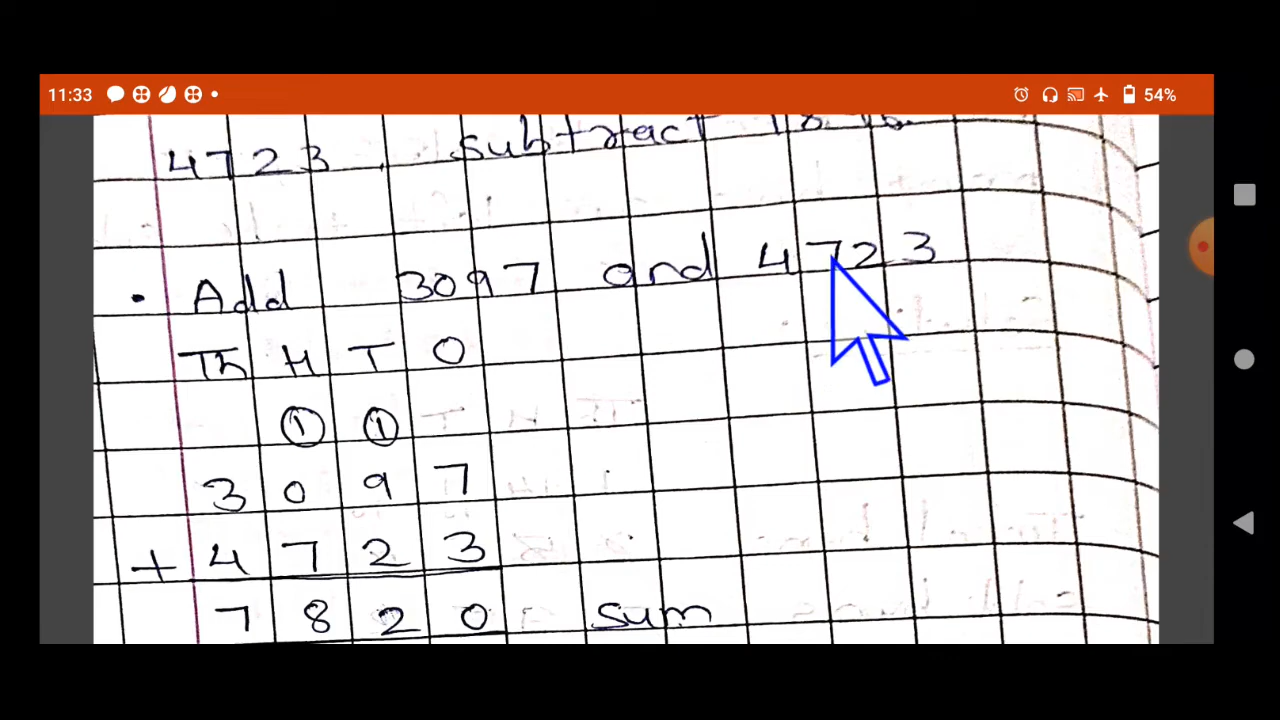 11:33 54%
4723 subtract
• Add 3097 and 4723
Th H T O
1 1
3 0 9 7
+ 4 7 2 3
7 8 2 0 sum